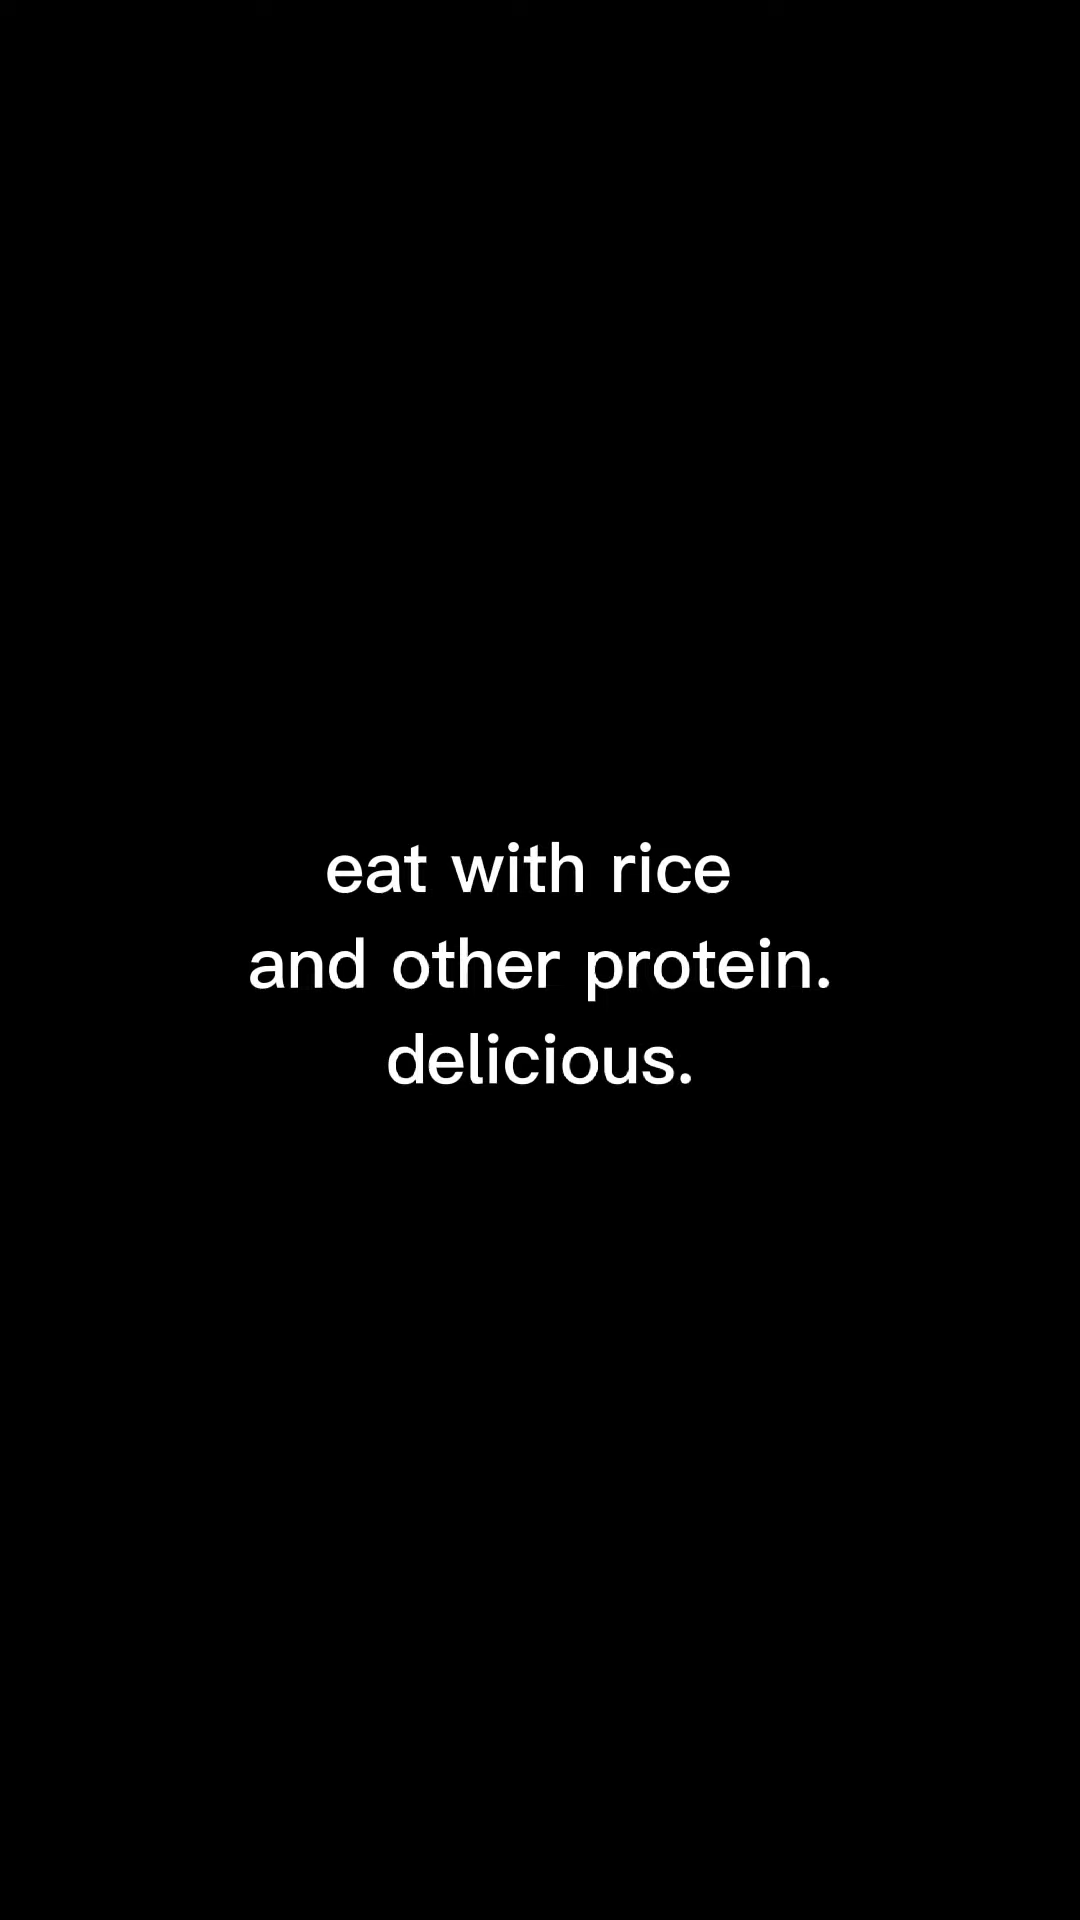 eat with rice
and other protein.
delicious.